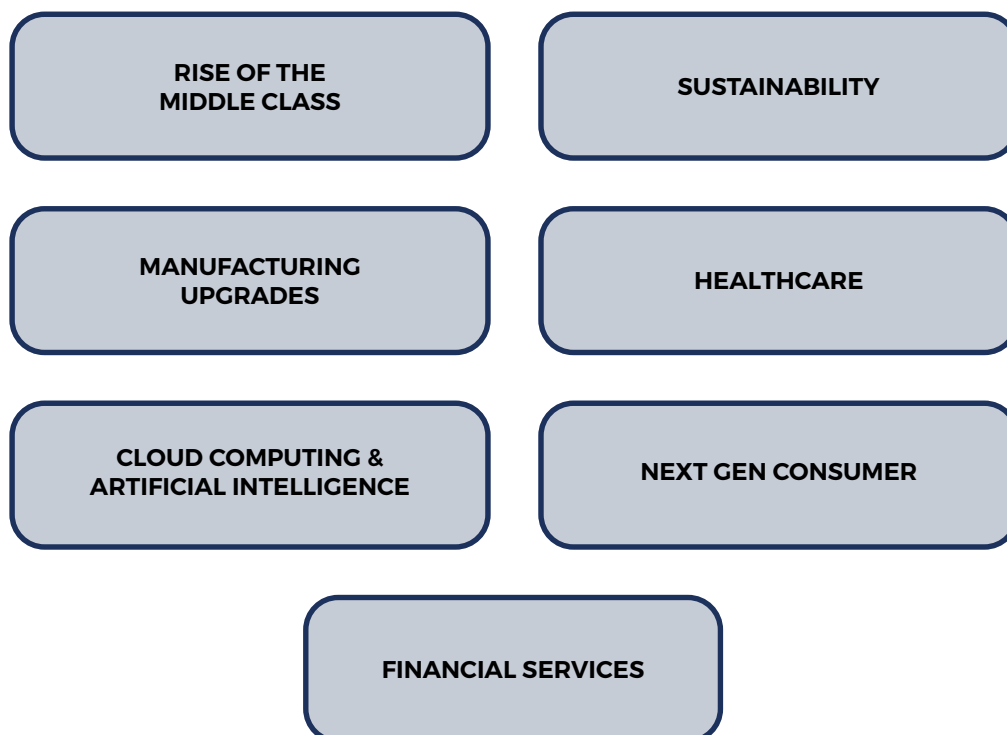 RISE OF THE
MIDDLE CLASS
SUSTAINABILITY
MANUFACTURING
UPGRADES
HEALTHCARE
CLOUD COMPUTING &
ARTIFICIAL INTELLIGENCE
NEXT GEN CONSUMER
FINANCIAL SERVICES